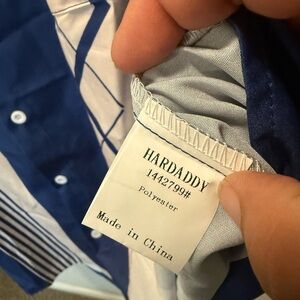 HARDADDY
1442799#
Polyester
Made in China